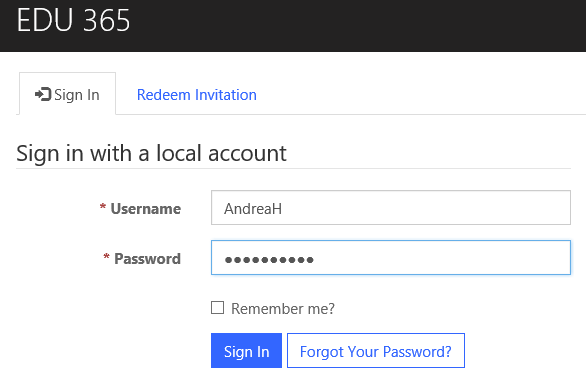 EDU 365
Sign In Redeem Invitation
Sign in with a local account
* Username AndreaH
* Password ●●●●●●●●●●
Remember me?
Sign In Forgot Your Password?